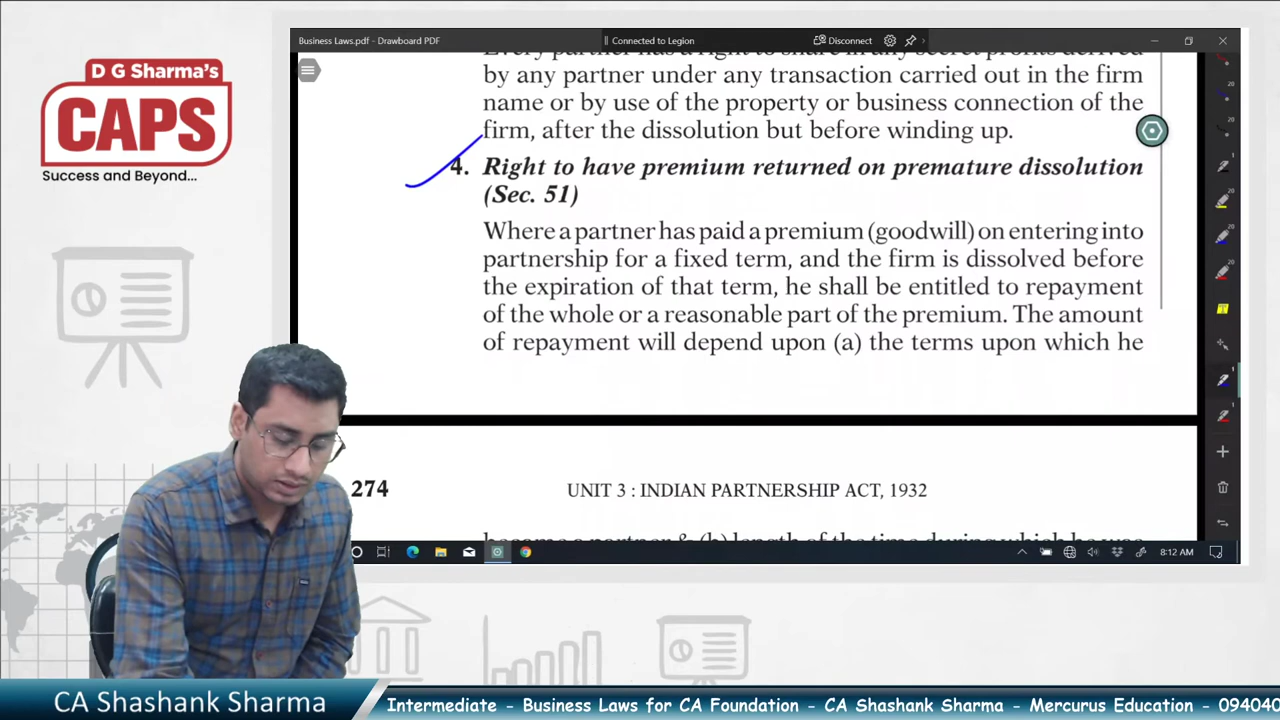 D G Sharma's
CAPS
Success and Beyond...
Business Laws.pdf - Drawboard PDF
Connected to Legion
Disconnect
by any partner under any transaction carried out in the firm
name or by use of the property or business connection of the
firm, after the dissolution but before winding up.
4. Right to have premium returned on premature dissolution
(Sec. 51)
Where a partner has paid a premium (goodwill) on entering into
partnership for a fixed term, and the firm is dissolved before
the expiration of that term, he shall be entitled to repayment
of the whole or a reasonable part of the premium. The amount
of repayment will depend upon (a) the terms upon which he
274
UNIT 3 : INDIAN PARTNERSHIP ACT, 1932
8:12 AM
CA Shashank Sharma
Intermediate - Business Laws for CA Foundation - CA Shashank Sharma - Mercurus Education - 094040